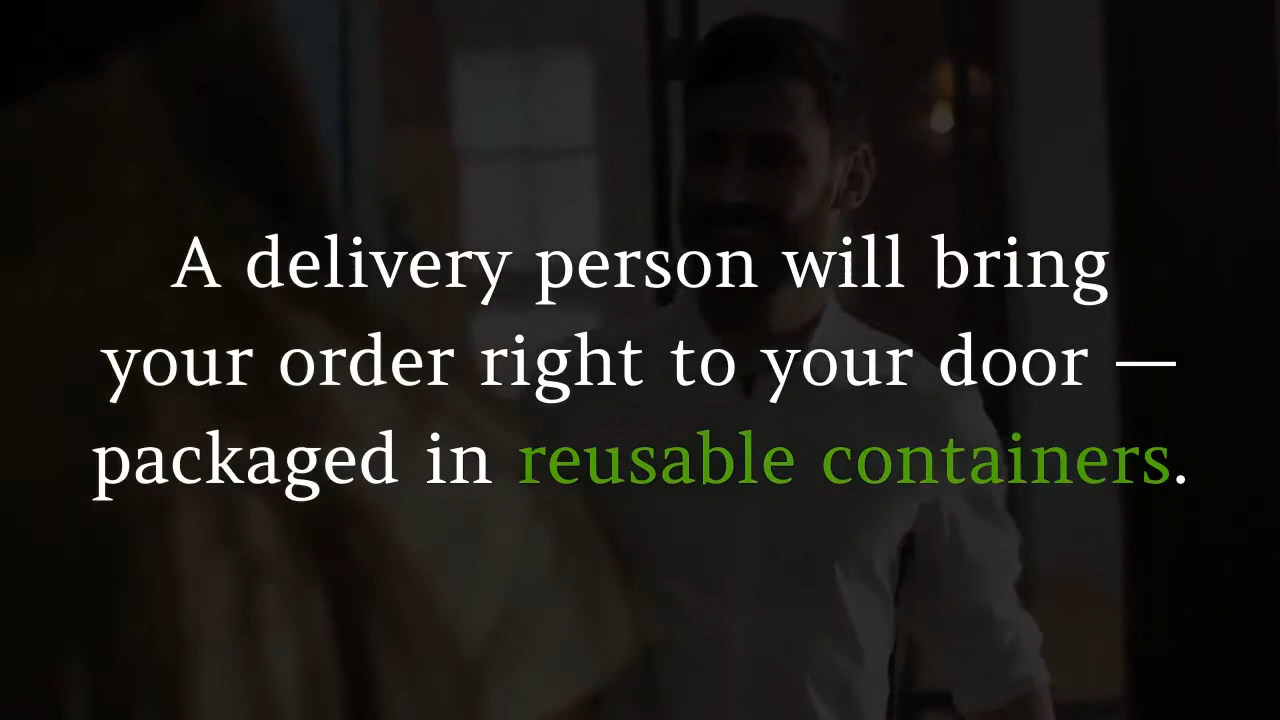 A delivery person will bring
your order right to your door —
packaged in reusable containers.